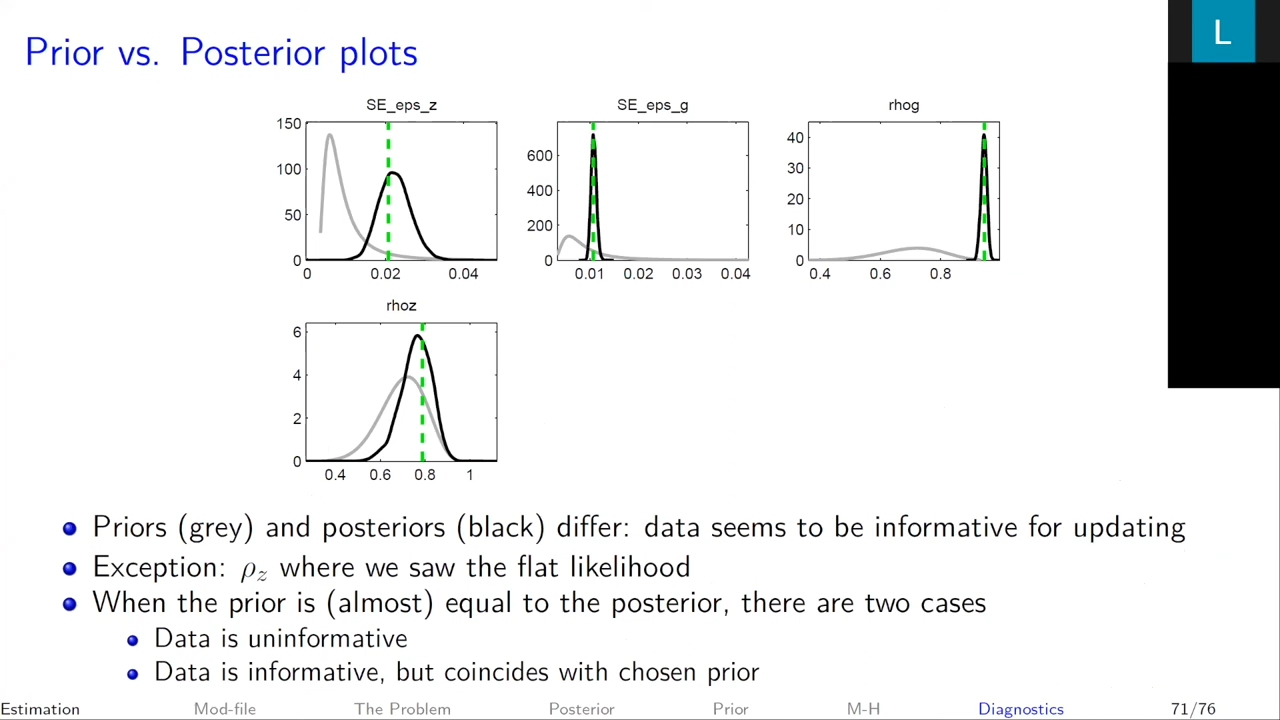 L
Prior vs. Posterior plots
SE_eps_z
SE_eps_g
rhog
150
100
50
0
0 0.02 0.04
600
400
200
0
0.01 0.02 0.03 0.04
40
30
20
10
0
0.4 0.6 0.8
rhoz
6
4
2
0
0.4 0.6 0.8 1
Priors (grey) and posteriors (black) differ: data seems to be informative for updating
Exception: ρz where we saw the flat likelihood
When the prior is (almost) equal to the posterior, there are two cases
Data is uninformative
Data is informative, but coincides with chosen prior
Estimation Mod-file The Problem Posterior Prior M-H Diagnostics 71/76